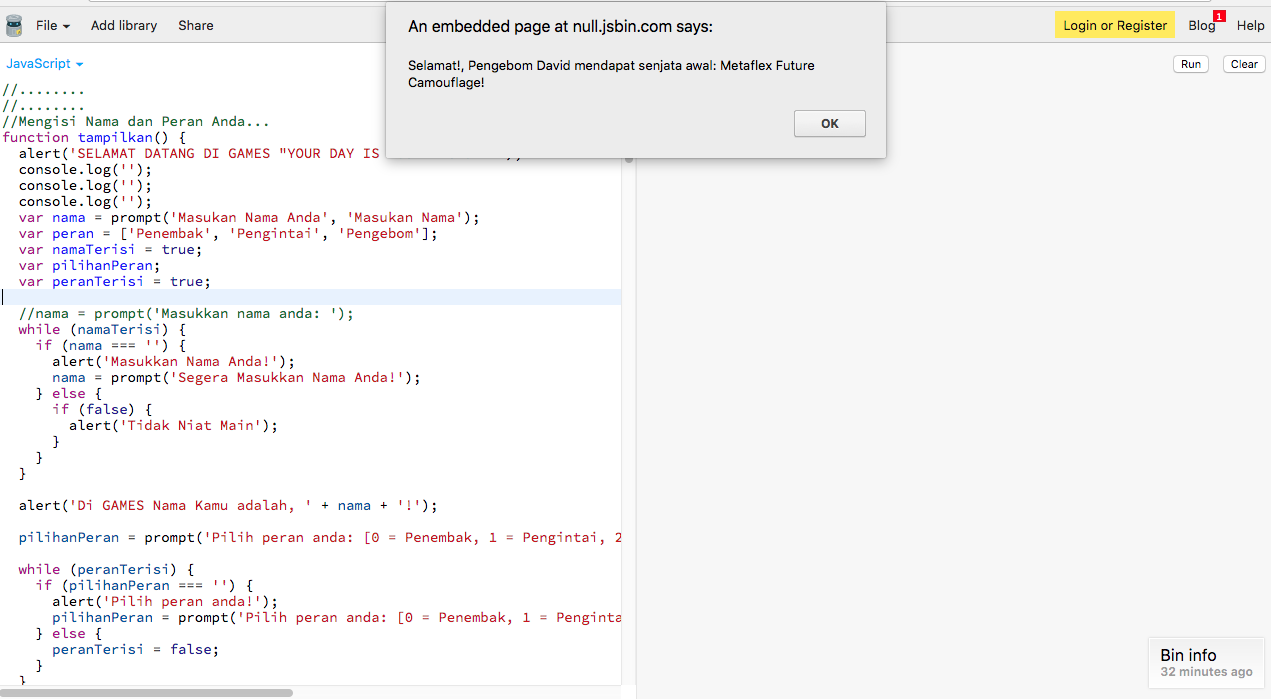 File Add library Share
Login or Register Blog 1 Help
An embedded page at null.jsbin.com says:
Selamat!, Pengebom David mendapat senjata awal: Metaflex Future
Camouflage!
OK
JavaScript
Run Clear
//........
//........
//Mengisi Nama dan Peran Anda...
function tampilkan() {
  alert('SELAMAT DATANG DI GAMES "YOUR DAY IS
  console.log('');
  console.log('');
  console.log('');
  var nama = prompt('Masukan Nama Anda', 'Masukan Nama');
  var peran = ['Penembak', 'Pengintai', 'Pengebom'];
  var namaTerisi = true;
  var pilihanPeran;
  var peranTerisi = true;
  //nama = prompt('Masukkan nama anda: ');
  while (namaTerisi) {
    if (nama === '') {
      alert('Masukkan Nama Anda!');
      nama = prompt('Segera Masukkan Nama Anda!');
    } else {
      if (false) {
        alert('Tidak Niat Main');
      }
    }
  }
  alert('Di GAMES Nama Kamu adalah, ' + nama + '!');
  pilihanPeran = prompt('Pilih peran anda: [0 = Penembak, 1 = Pengintai, 2
  while (peranTerisi) {
    if (pilihanPeran === '') {
      alert('Pilih peran anda!');
      pilihanPeran = prompt('Pilih peran anda: [0 = Penembak, 1 = Penginta
    } else {
      peranTerisi = false;
    }
  }
Bin info
32 minutes ago